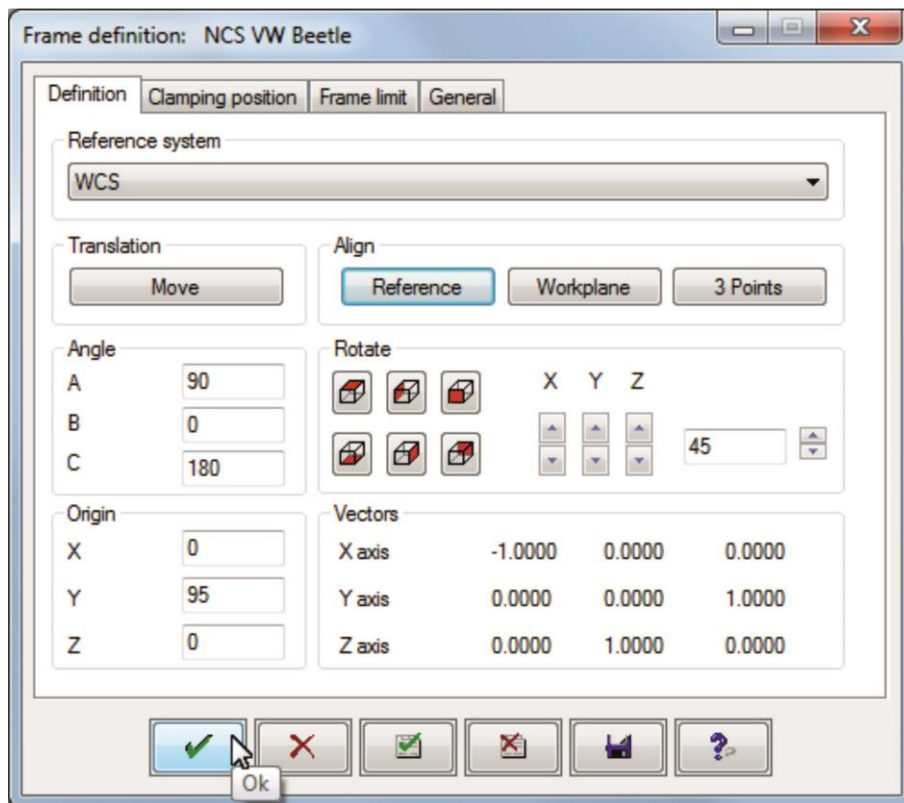 Frame definition: NCS VW Beetle
Definition Clamping position Frame limit General
Reference system
WCS
Translation
Move
Align
Reference Workplane 3 Points
Angle
A 90
B 0
C 180
Rotate
X Y Z
45
Origin
X 0
Y 95
Z 0
Vectors
X axis -1.0000 0.0000 0.0000
Y axis 0.0000 0.0000 1.0000
Z axis 0.0000 1.0000 0.0000
Ok